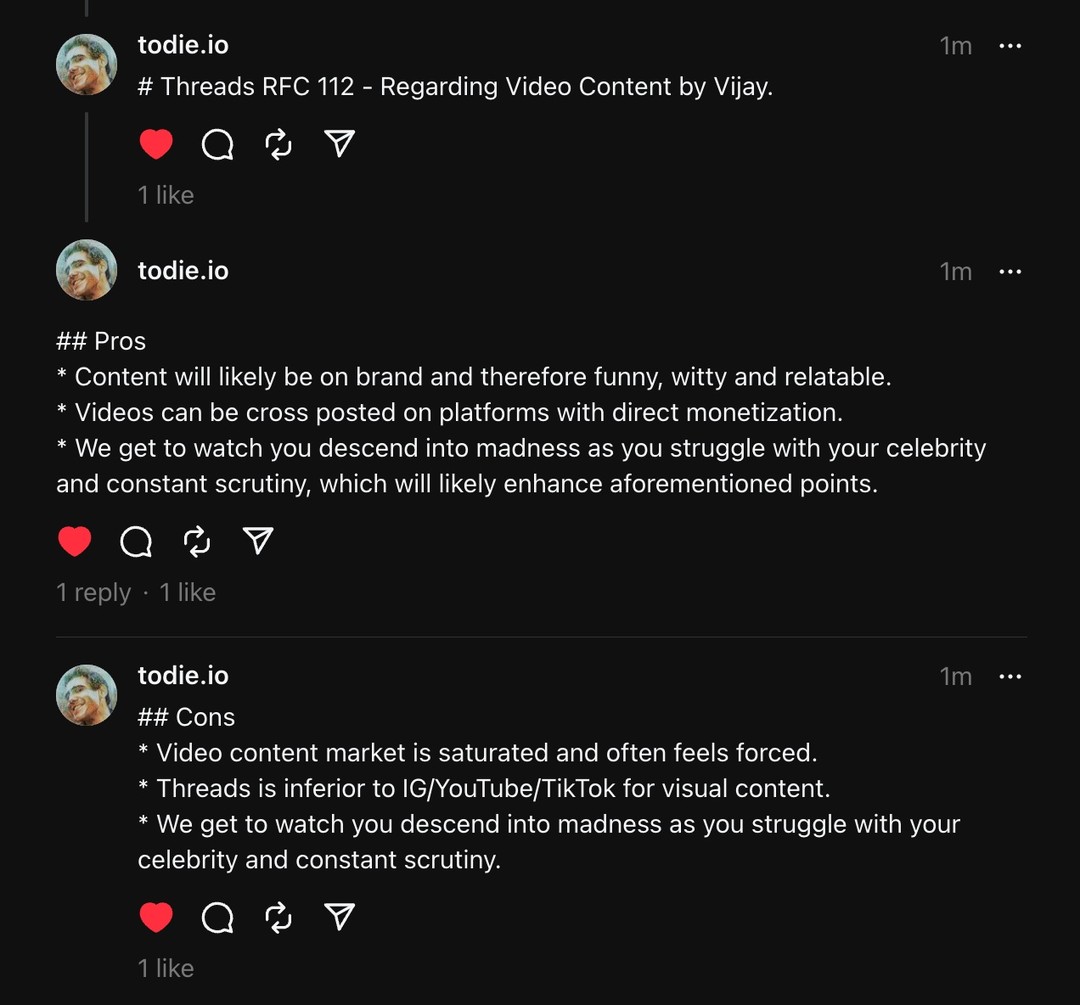 todie.io 1m
# Threads RFC 112 - Regarding Video Content by Vijay.
1 like
todie.io 1m
## Pros
* Content will likely be on brand and therefore funny, witty and relatable.
* Videos can be cross posted on platforms with direct monetization.
* We get to watch you descend into madness as you struggle with your celebrity
and constant scrutiny, which will likely enhance aforementioned points.
1 reply · 1 like
todie.io 1m
## Cons
* Video content market is saturated and often feels forced.
* Threads is inferior to IG/YouTube/TikTok for visual content.
* We get to watch you descend into madness as you struggle with your
celebrity and constant scrutiny.
1 like